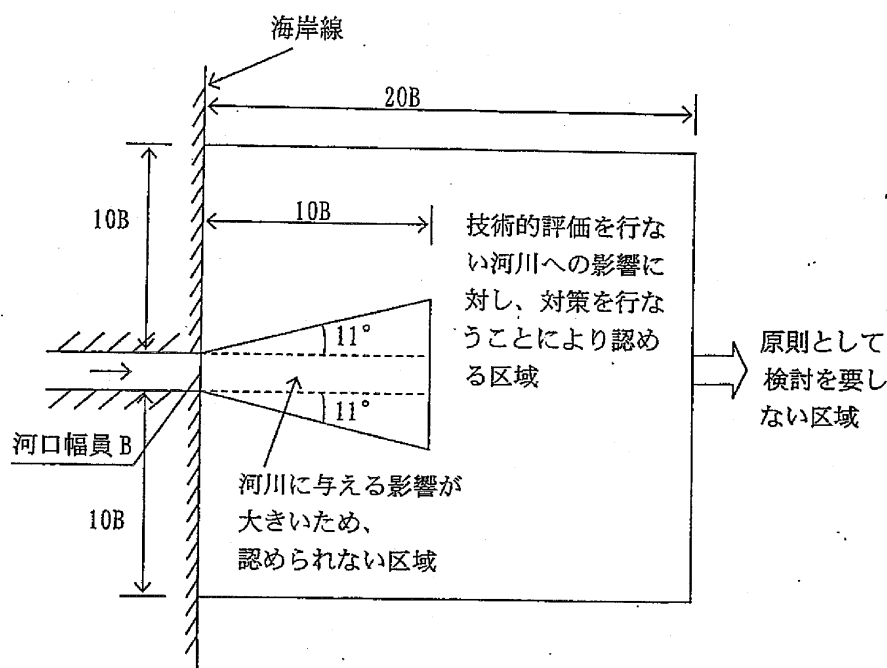 海岸線
20B
10B
10B
技術的評価を行な
い河川への影響に
対し、対策を行な
うことにより認め
る区域
11°
11°
原則として
検討を要し
ない区域
河口幅員 B
10B
河川に与える影響が
大きいため、
認められない区域